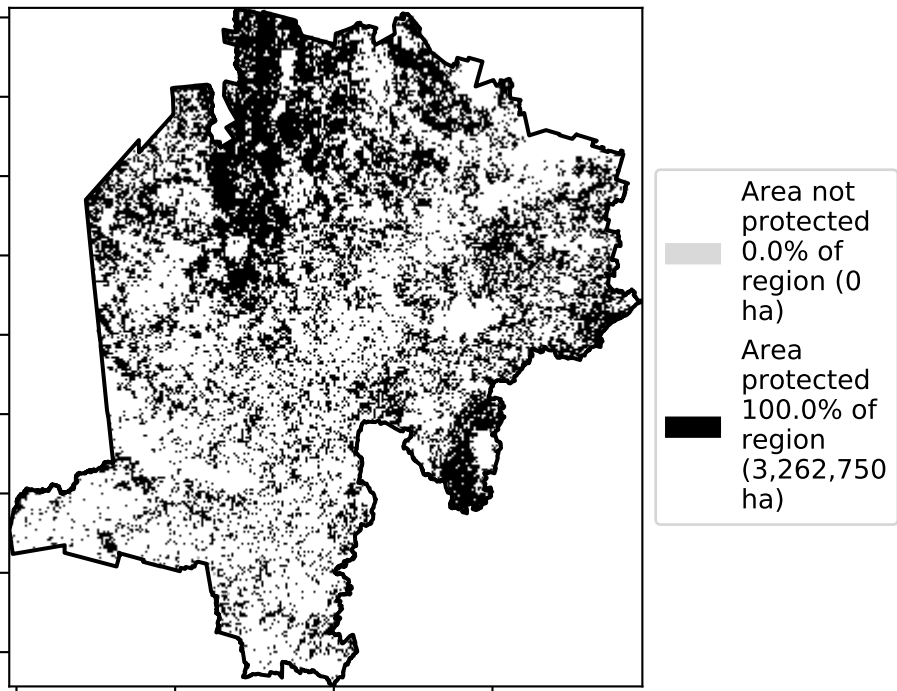 Area not
protected
0.0% of
region (0
ha)
Area
protected
100.0% of
region
(3,262,750
ha)